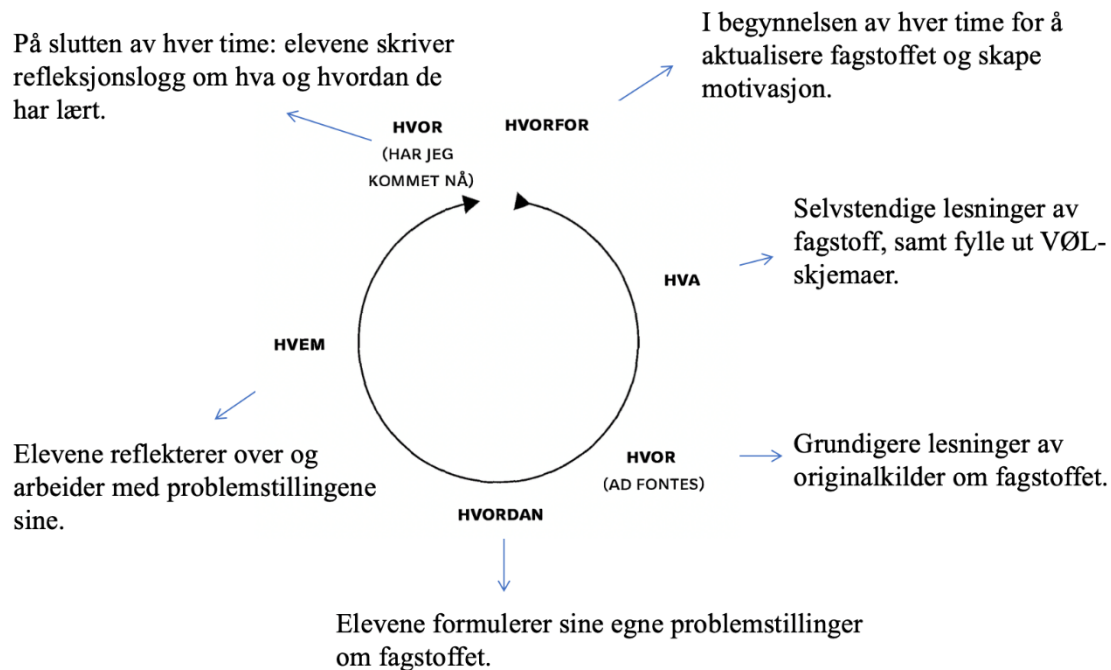 På slutten av hver time: elevene skriver
refleksjonslogg om hva og hvordan de
har lært.
I begynnelsen av hver time for å
aktualisere fagstoffet og skape
motivasjon.
HVOR
(HAR JEG
KOMMET NÅ)
HVORFOR
Selvstendige lesninger av
fagstoff, samt fylle ut VØL-
skjemaer.
HVA
HVEM
Elevene reflekterer over og
arbeider med problemstillingene
sine.
HVOR
(AD FONTES)
Grundigere lesninger av
originalkilder om fagstoffet.
HVORDAN
Elevene formulerer sine egne problemstillinger
om fagstoffet.